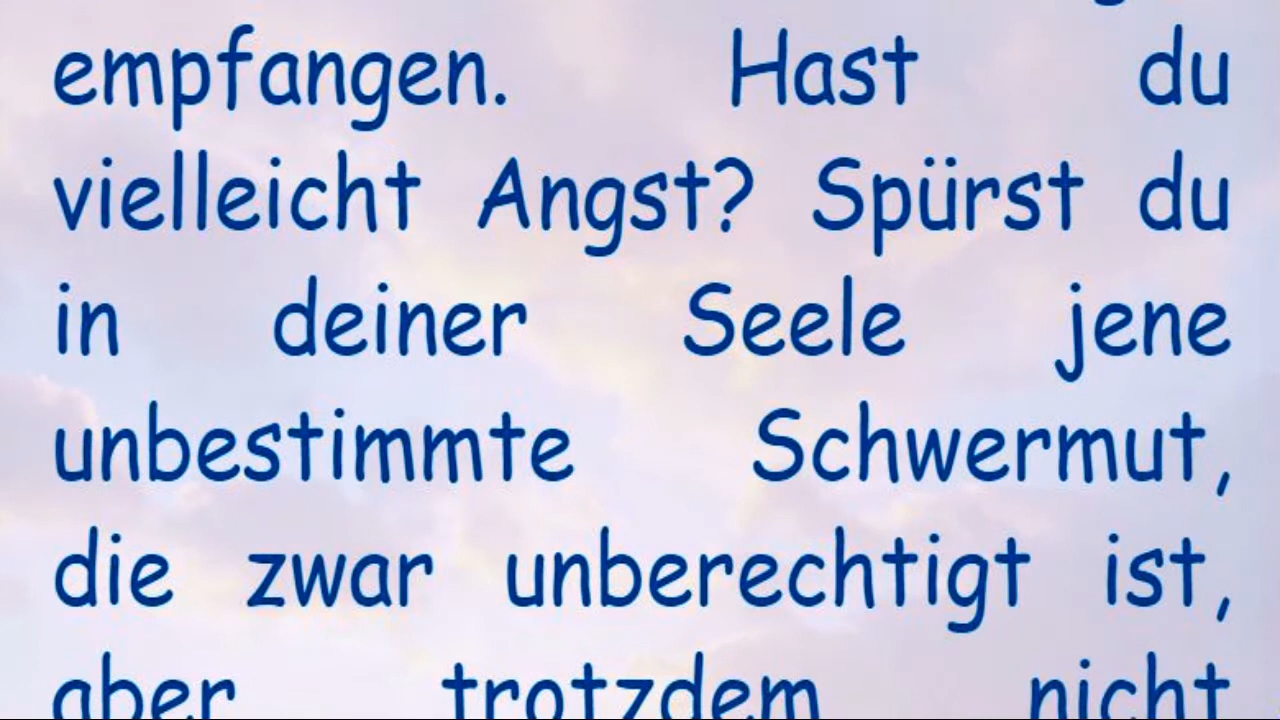 empfangen. Hast du
vielleicht Angst? Spürst du
in deiner Seele jene
unbestimmte Schwermut,
die zwar unberechtigt ist,
aber trotzdem nicht